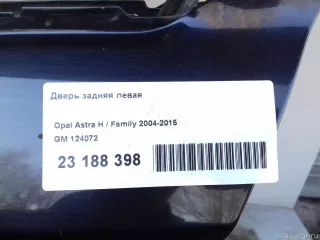 Дверь задняя левая
Opel Astra H / Family 2004-2015
GM 124072
23 188 398